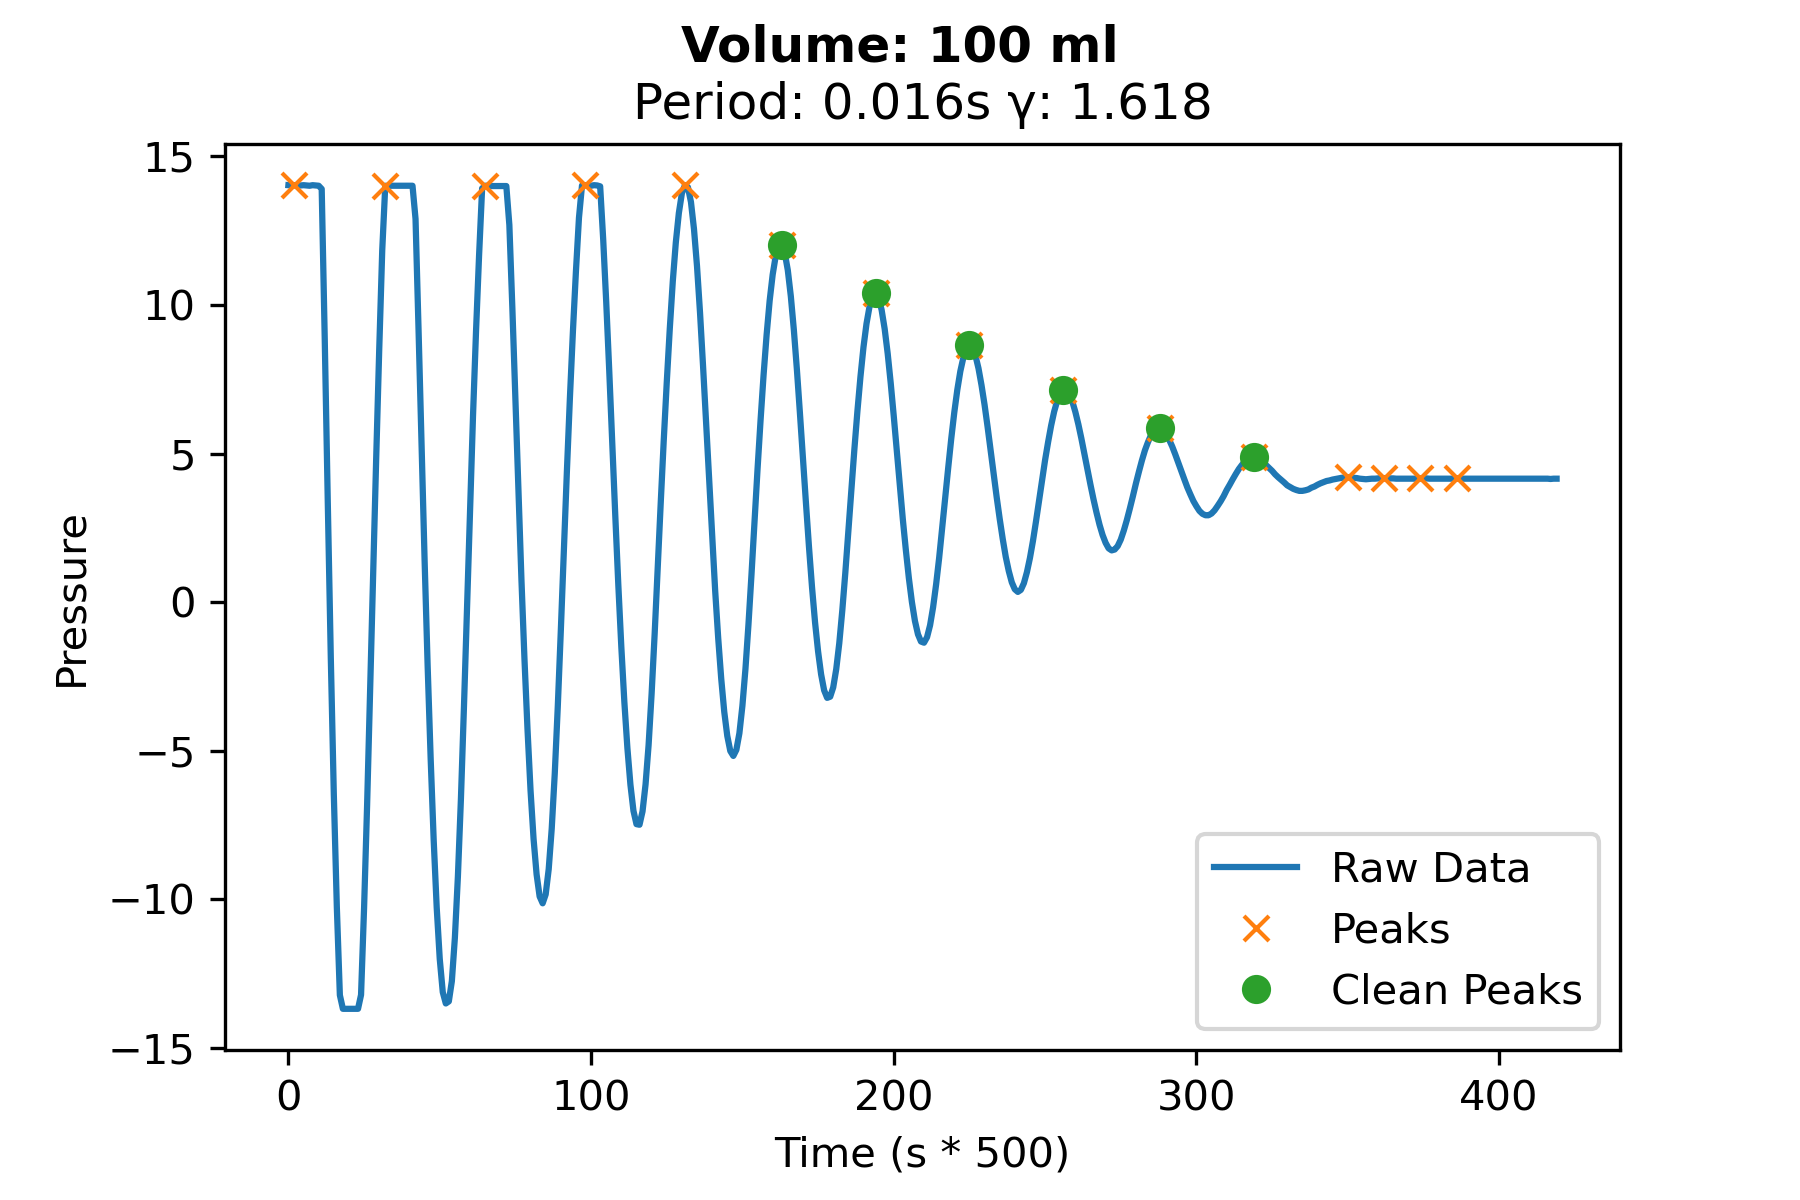 Volume: 100 ml
Period: 0.016s γ: 1.618
15
10
5
0
−5
−10
−15
Pressure
0 100 200 300 400
Time (s * 500)
Raw Data
Peaks
Clean Peaks